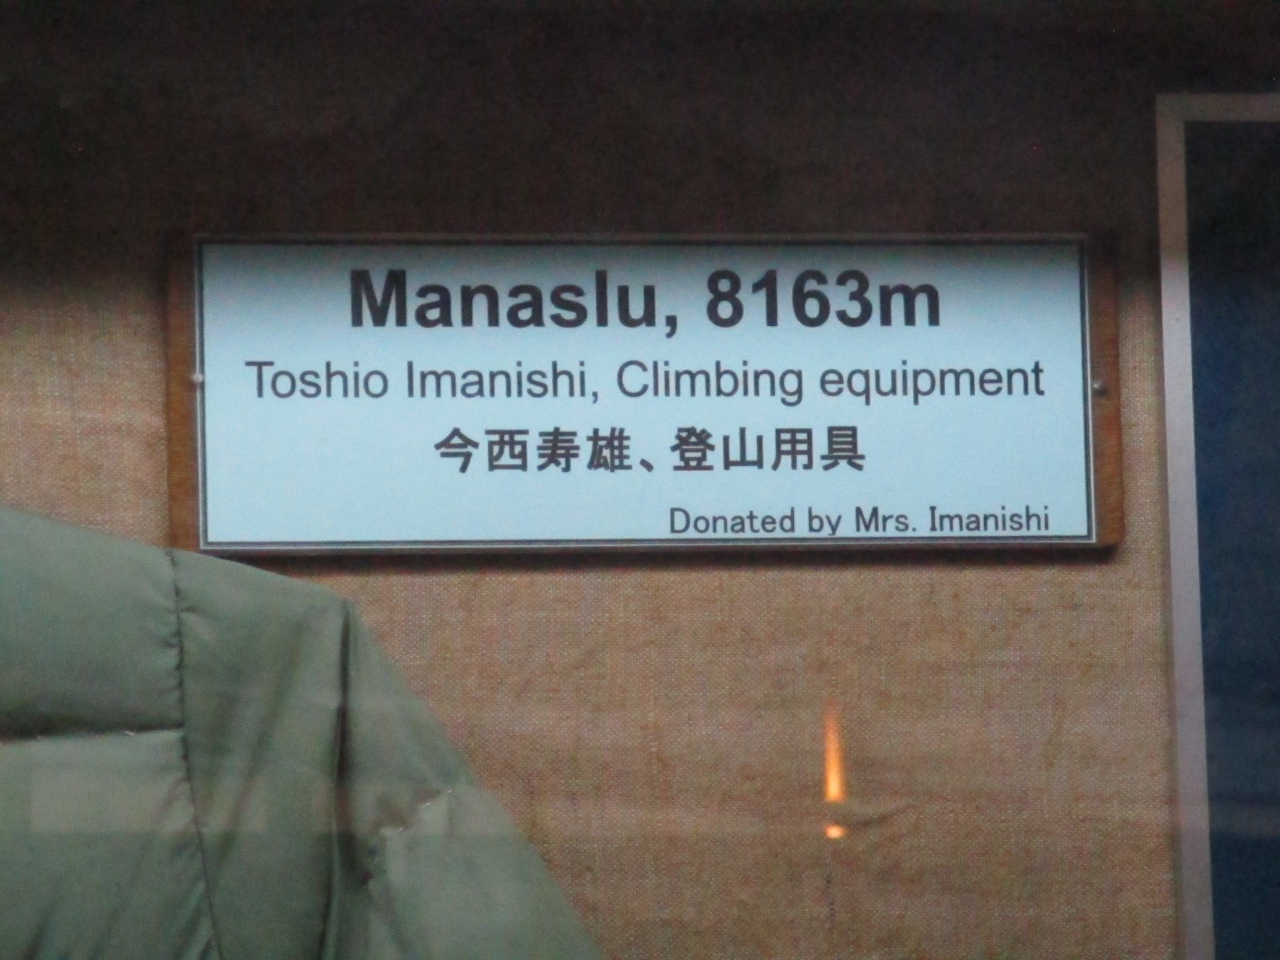 Manaslu, 8163m
Toshio Imanishi, Climbing equipment
今西寿雄、登山用具
Donated by Mrs. Imanishi